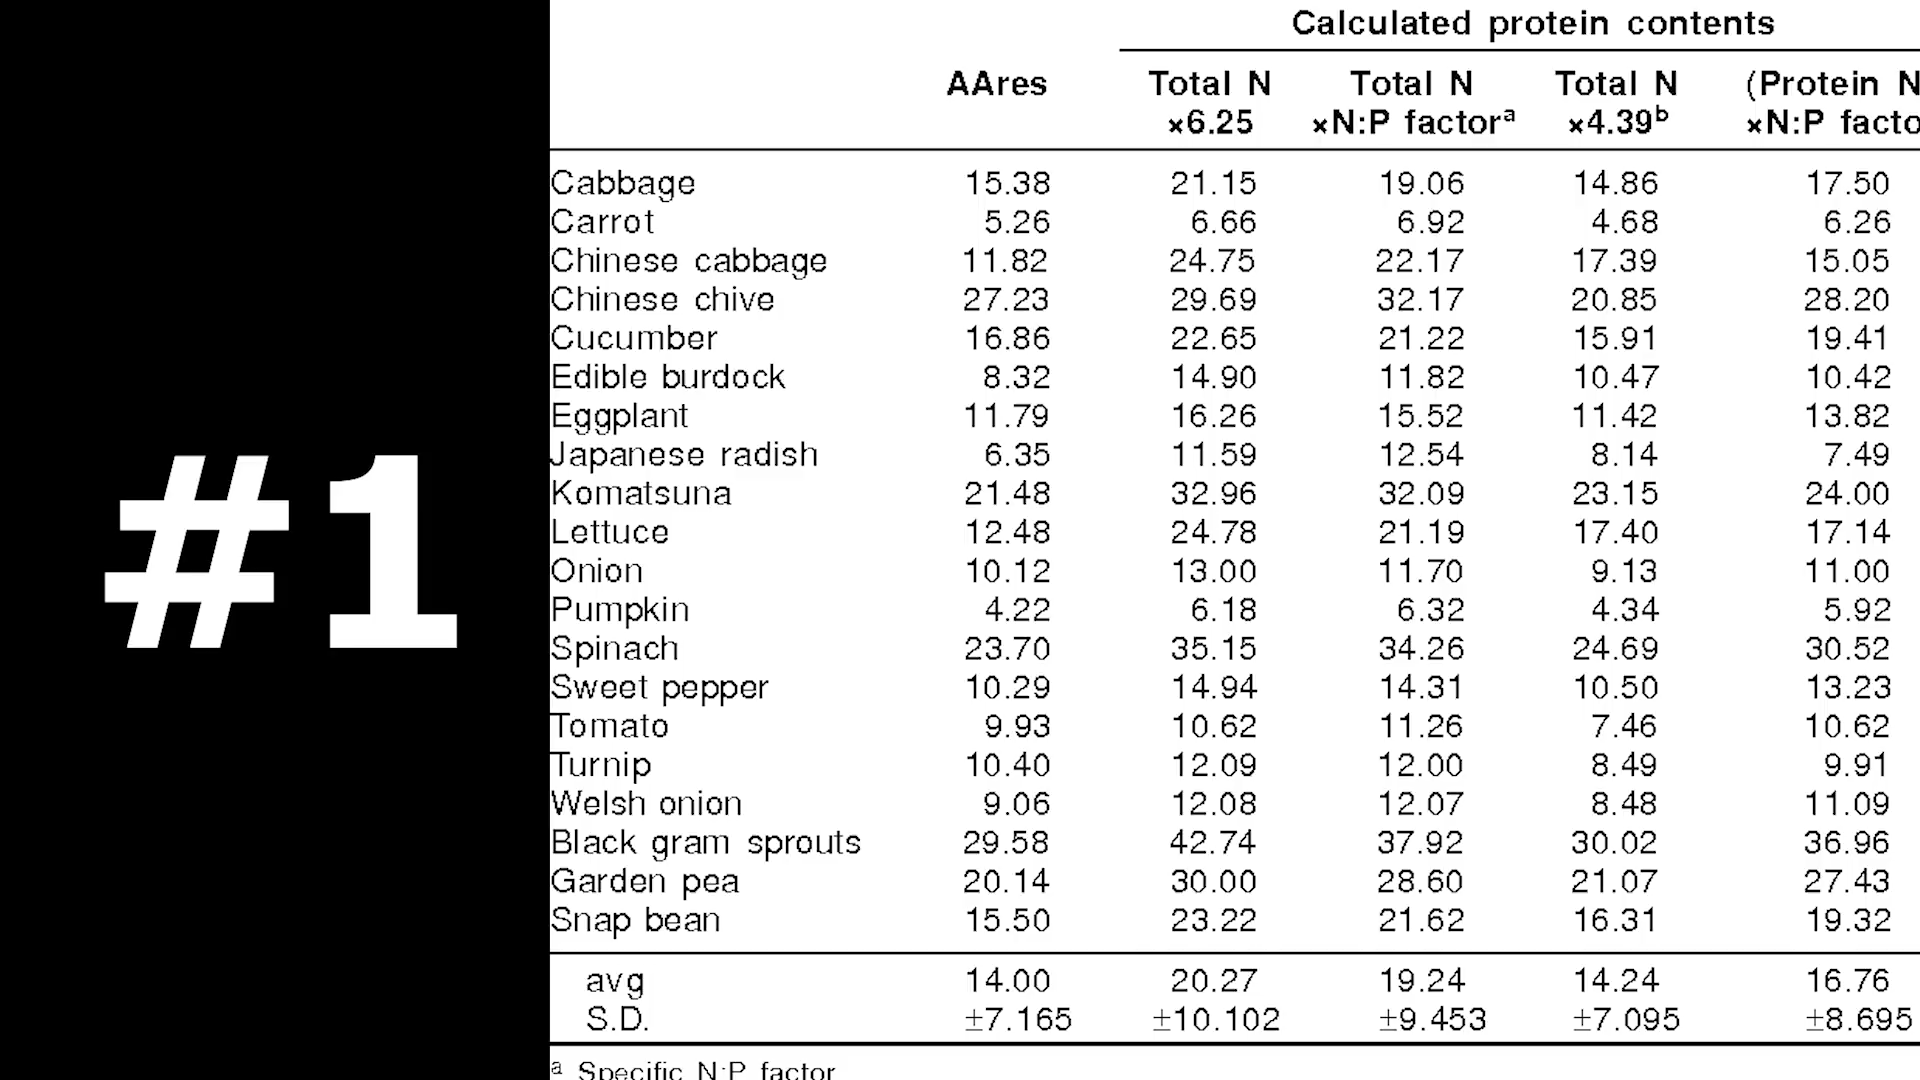 #1
Calculated protein contents
AAres Total N Total N Total N (Protein N
×6.25 ×N:P factorᵃ ×4.39ᵇ ×N:P facto
Cabbage 15.38 21.15 19.06 14.86 17.50
Carrot 5.26 6.66 6.92 4.68 6.26
Chinese cabbage 11.82 24.75 22.17 17.39 15.05
Chinese chive 27.23 29.69 32.17 20.85 28.20
Cucumber 16.86 22.65 21.22 15.91 19.41
Edible burdock 8.32 14.90 11.82 10.47 10.42
Eggplant 11.79 16.26 15.52 11.42 13.82
Japanese radish 6.35 11.59 12.54 8.14 7.49
Komatsuna 21.48 32.96 32.09 23.15 24.00
Lettuce 12.48 24.78 21.19 17.40 17.14
Onion 10.12 13.00 11.70 9.13 11.00
Pumpkin 4.22 6.18 6.32 4.34 5.92
Spinach 23.70 35.15 34.26 24.69 30.52
Sweet pepper 10.29 14.94 14.31 10.50 13.23
Tomato 9.93 10.62 11.26 7.46 10.62
Turnip 10.40 12.09 12.00 8.49 9.91
Welsh onion 9.06 12.08 12.07 8.48 11.09
Black gram sprouts 29.58 42.74 37.92 30.02 36.96
Garden pea 20.14 30.00 28.60 21.07 27.43
Snap bean 15.50 23.22 21.62 16.31 19.32
avg 14.00 20.27 19.24 14.24 16.76
S.D. ±7.165 ±10.102 ±9.453 ±7.095 ±8.695
ᵃ Specific N:P factor